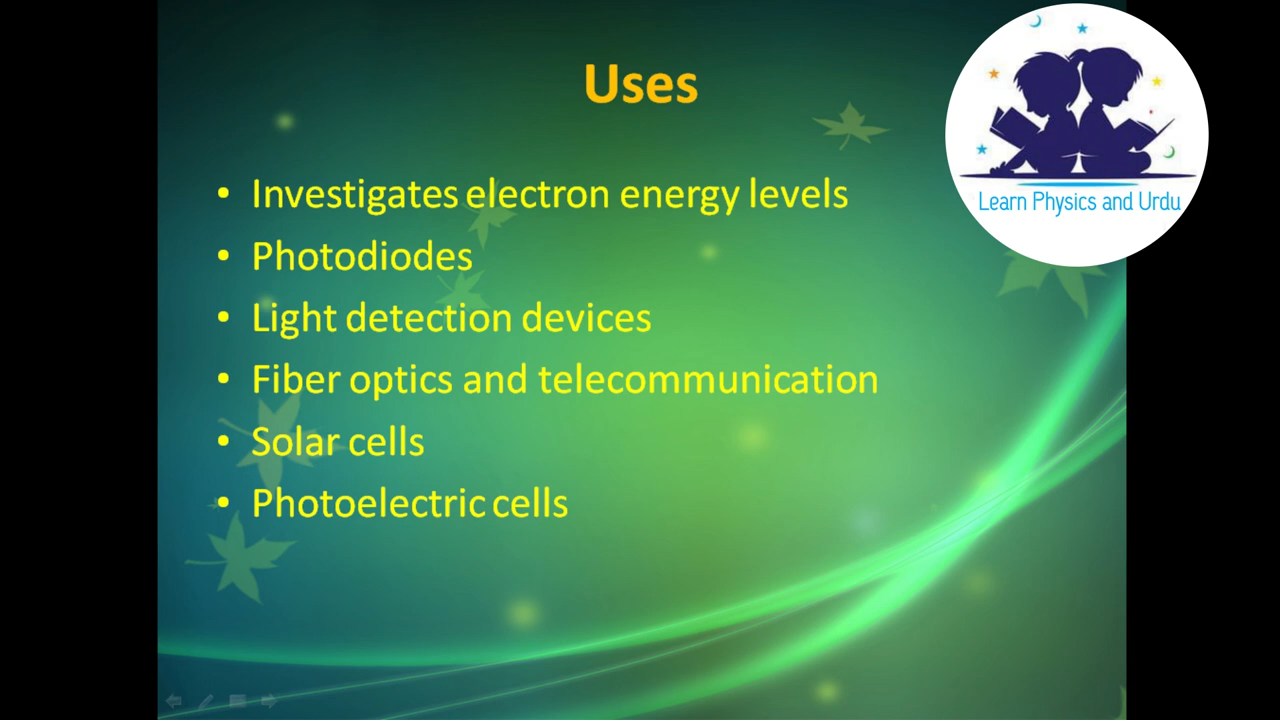 Uses
Learn Physics and Urdu
• Investigates electron energy levels
• Photodiodes
• Light detection devices
• Fiber optics and telecommunication
• Solar cells
• Photoelectric cells